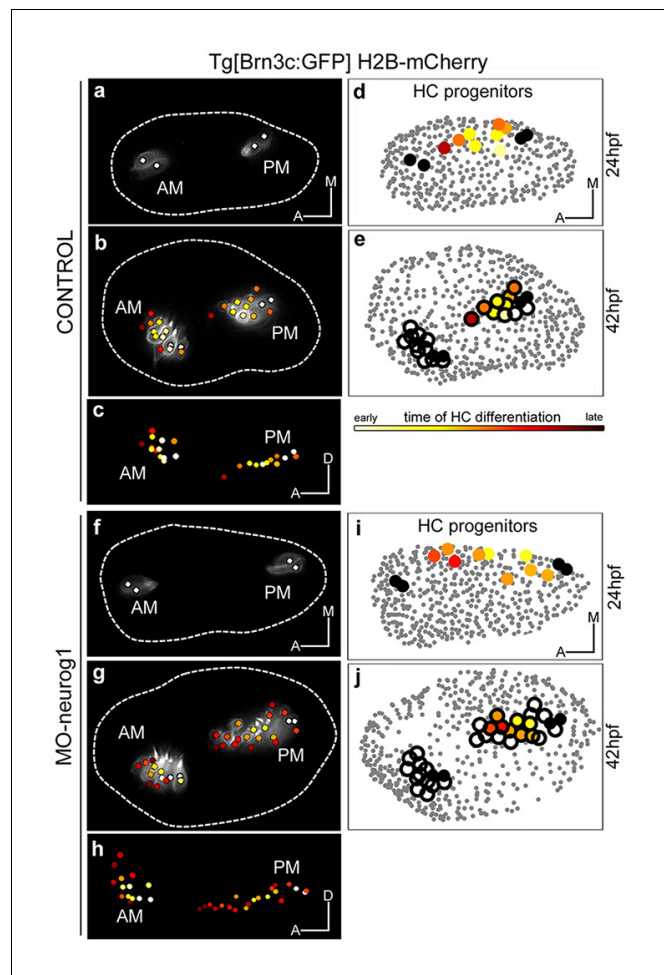 Tg[Brn3c:GFP] H2B-mCherry
CONTROL
a
AM
PM
M
A
b
AM
PM
c
AM
PM
D
A
d
HC progenitors
M
A
24hpf
e
42hpf
early
time of HC differentiation
late
MO-neurog1
f
AM
PM
M
A
g
AM
PM
h
AM
PM
D
A
i
HC progenitors
M
A
24hpf
j
42hpf